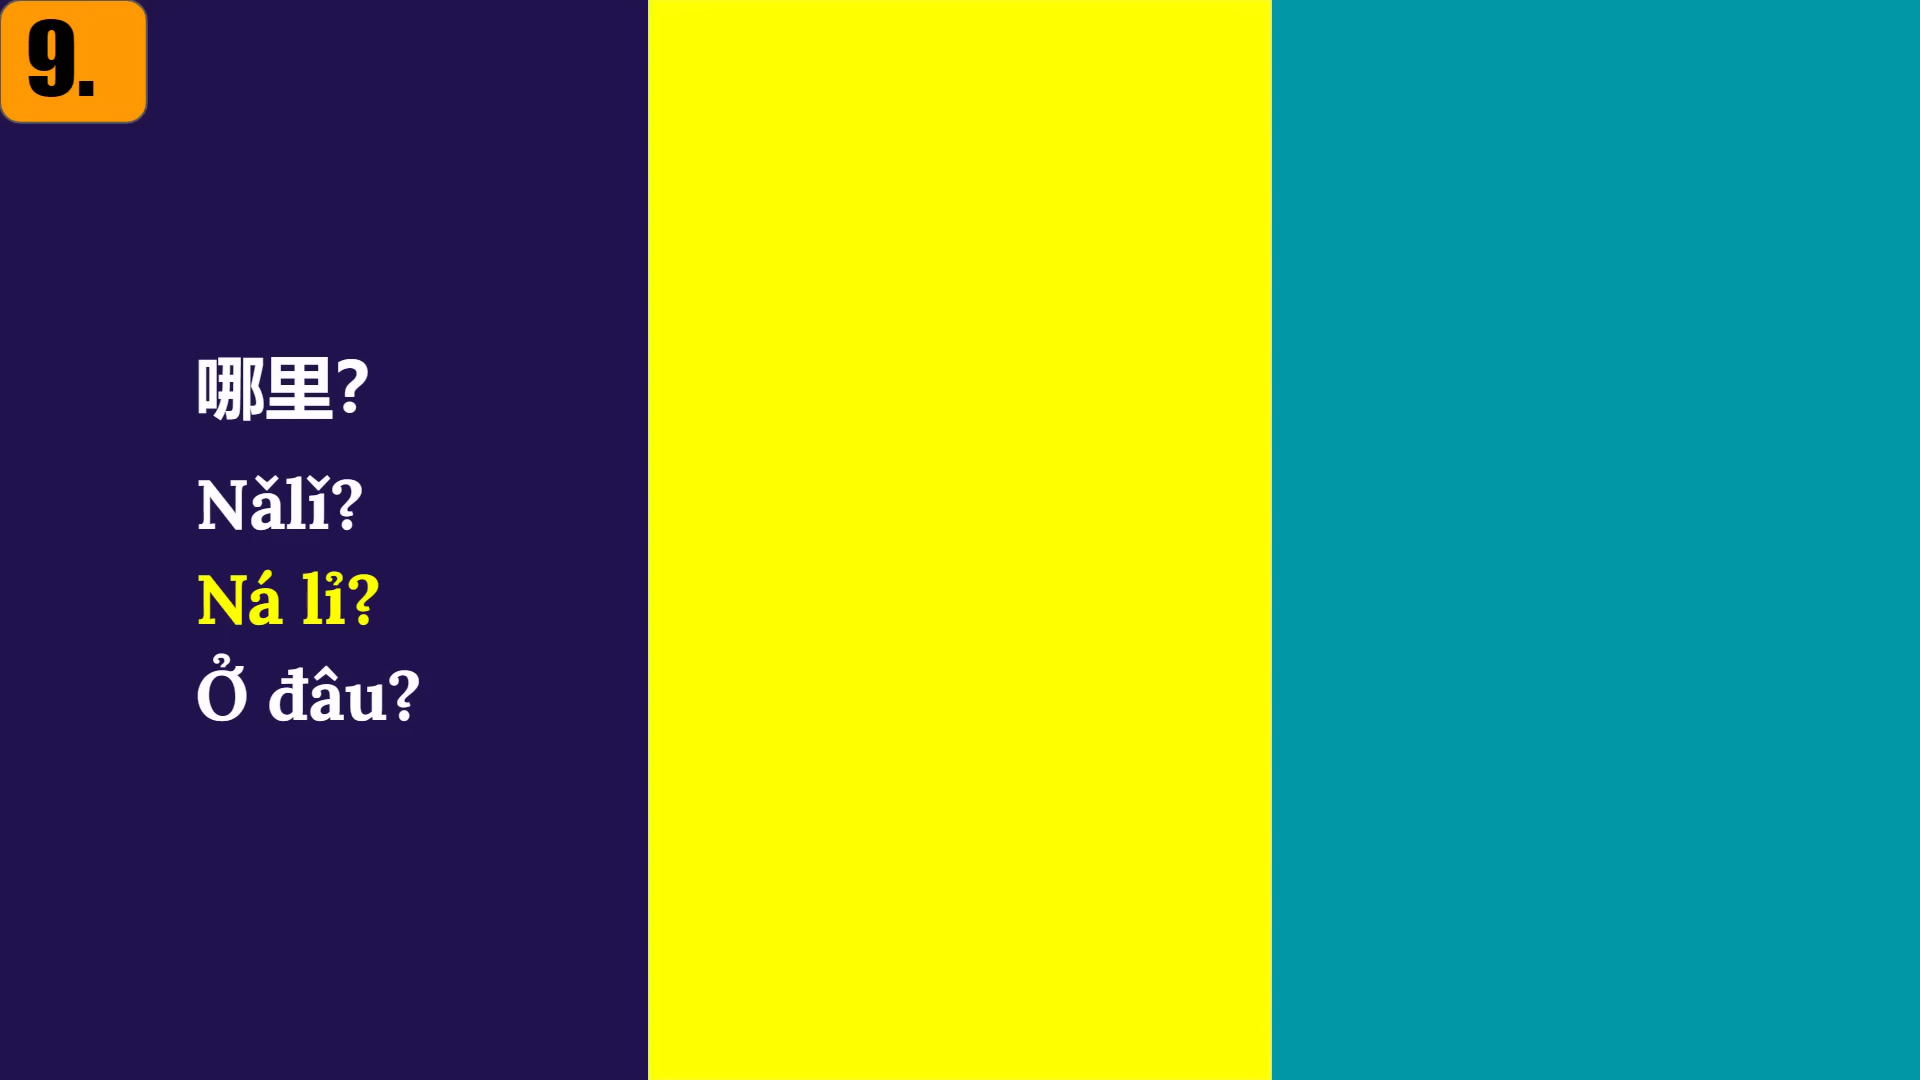 9.
哪里?
Nǎlǐ?
Ná lỉ?
Ở đâu?